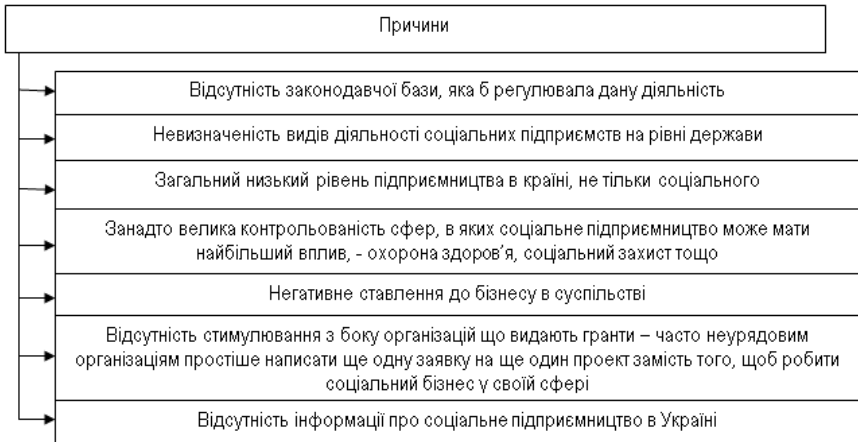 Причини
Відсутність законодавчої бази, яка б регулювала дану діяльність
Невизначеність видів діяльності соціальних підприємств на рівні держави
Загальний низький рівень підприємництва в країні, не тільки соціального
Занадто велика контрольованість сфер, в яких соціальне підприємництво може мати
найбільший вплив, - охорона здоров’я, соціальний захист тощо
Негативне ставлення до бізнесу в суспільстві
Відсутність стимулювання з боку організацій що видають гранти – часто неурядовим
організаціям простіше написати ще одну заявку на ще один проект замість того, щоб робити
соціальний бізнес у своїй сфері
Відсутність інформації про соціальне підприємництво в Україні